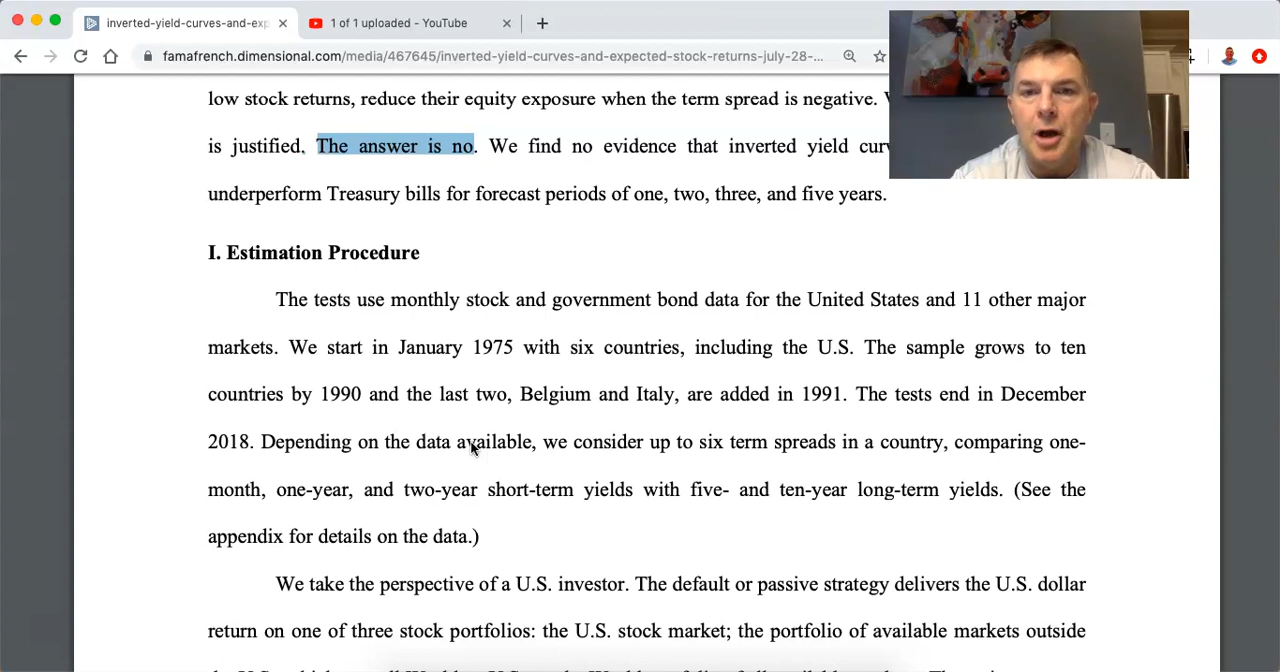 inverted-yield-curves-and-exp
1 of 1 uploaded - YouTube
famafrench.dimensional.com/media/467645/inverted-yield-curves-and-expected-stock-returns-july-28-...
low stock returns, reduce their equity exposure when the term spread is negative.
is justified. The answer is no. We find no evidence that inverted yield
underperform Treasury bills for forecast periods of one, two, three, and five years.
I. Estimation Procedure
The tests use monthly stock and government bond data for the United States and 11 other major
markets. We start in January 1975 with six countries, including the U.S. The sample grows to ten
countries by 1990 and the last two, Belgium and Italy, are added in 1991. The tests end in December
2018. Depending on the data available, we consider up to six term spreads in a country, comparing one-
month, one-year, and two-year short-term yields with five- and ten-year long-term yields. (See the
appendix for details on the data.)
We take the perspective of a U.S. investor. The default or passive strategy delivers the U.S. dollar
return on one of three stock portfolios: the U.S. stock market; the portfolio of available markets outside